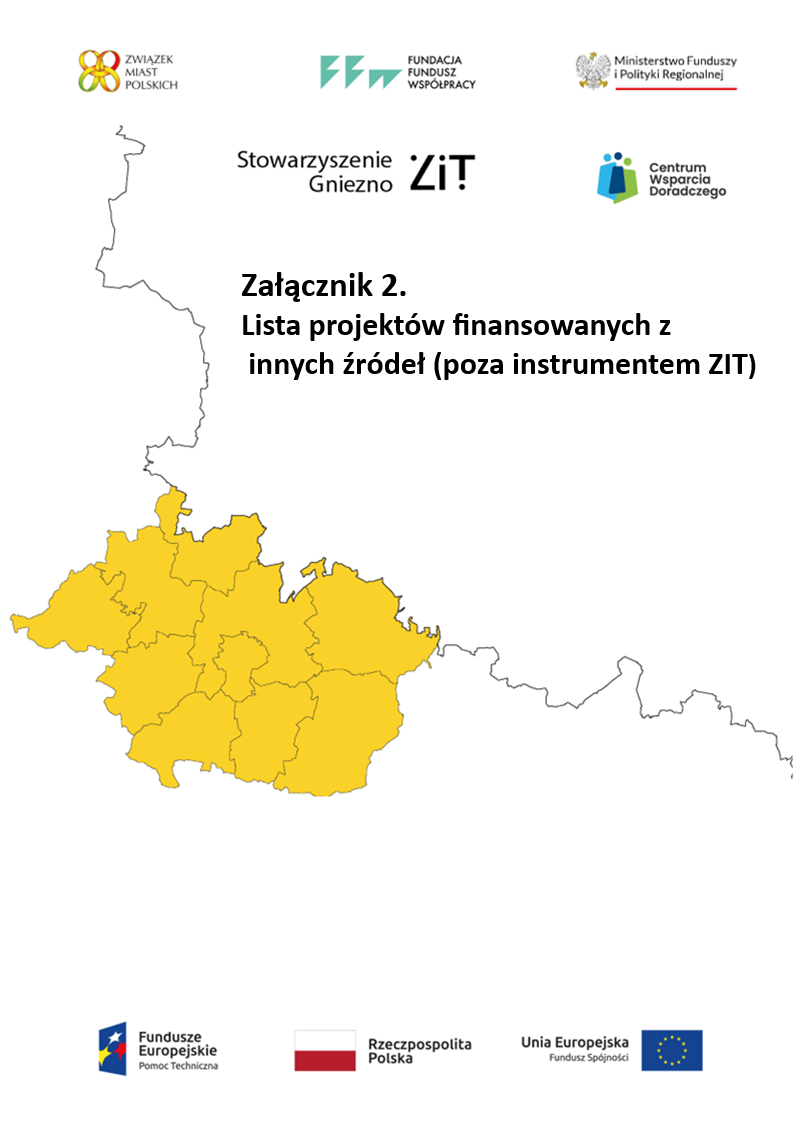 ZWIĄZEK
MIAST
POLSKICH
FUNDACJA
FUNDUSZ
WSPÓŁPRACY
Ministerstwo Funduszy
i Polityki Regionalnej
Stowarzyszenie
Gniezno
ZiT
Centrum
Wsparcia
Doradczego
Załącznik 2.
Lista projektów finansowanych z
innych źródeł (poza instrumentem ZIT)
Fundusze
Europejskie
Pomoc Techniczna
Rzeczpospolita
Polska
Unia Europejska
Fundusz Spójności